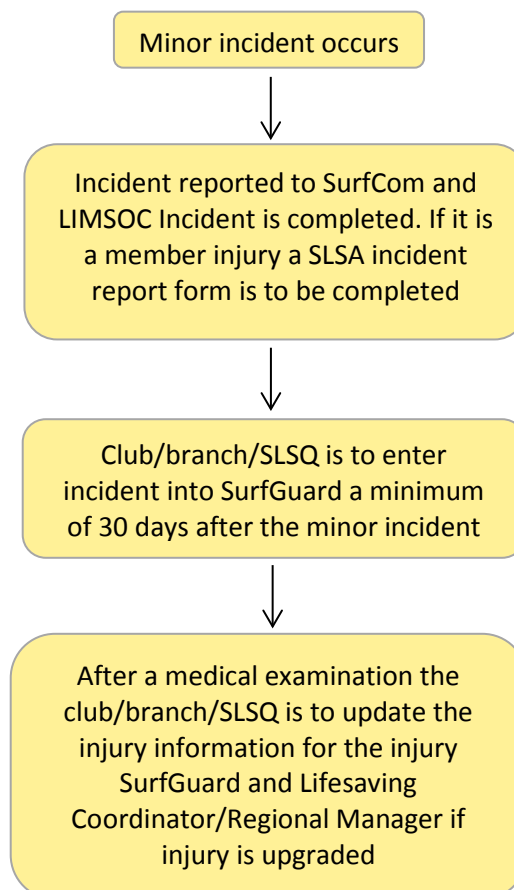 Minor incident occurs
Incident reported to SurfCom and
LIMSOC Incident is completed. If it is
a member injury a SLSA incident
report form is to be completed
Club/branch/SLSQ is to enter
incident into SurfGuard a minimum
of 30 days after the minor incident
After a medical examination the
club/branch/SLSQ is to update the
injury information for the injury
SurfGuard and Lifesaving
Coordinator/Regional Manager if
injury is upgraded